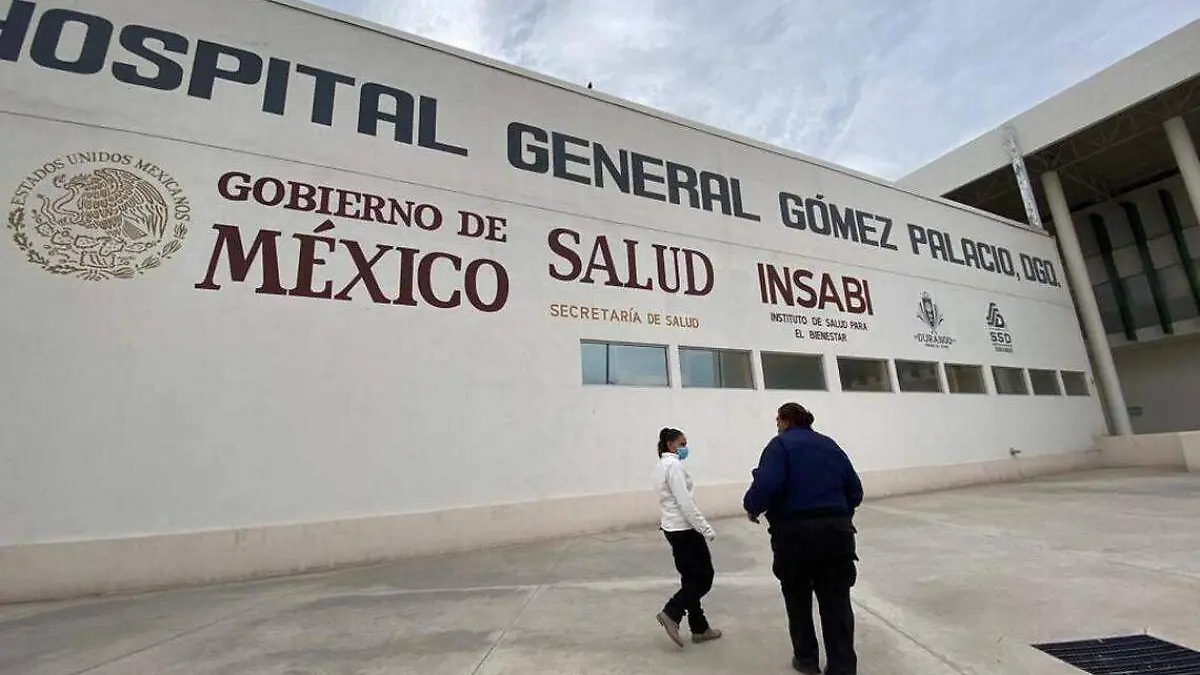 HOSPITAL GENERAL GÓMEZ PALACIO, DGO.
ESTADOS UNIDOS MEXICANOS
GOBIERNO DE
MÉXICO
SALUD
SECRETARÍA DE SALUD
INSABI
INSTITUTO DE SALUD PARA
EL BIENESTAR
DURANGO
SSD